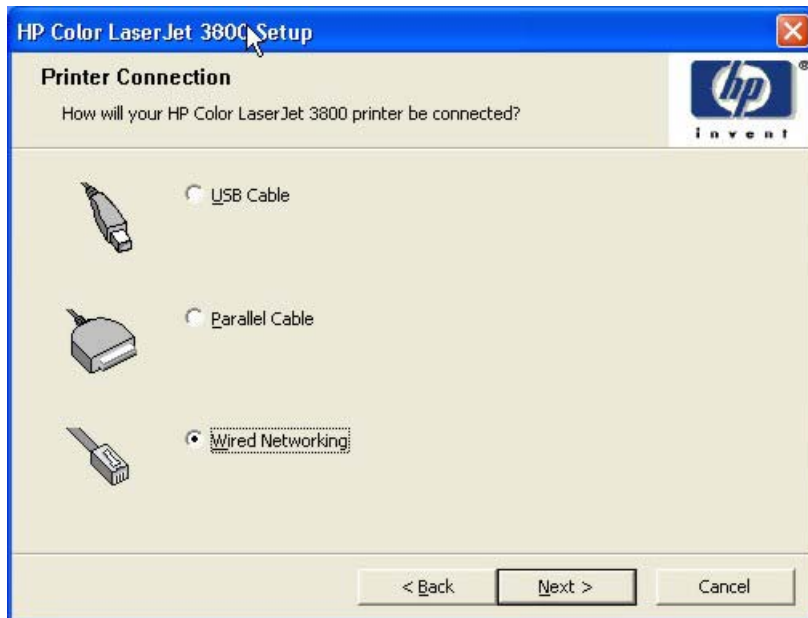 HP Color LaserJet 3800 Setup
Printer Connection
How will your HP Color LaserJet 3800 printer be connected?
hp
®
invent
USB Cable
Parallel Cable
Wired Networking
< Back
Next >
Cancel